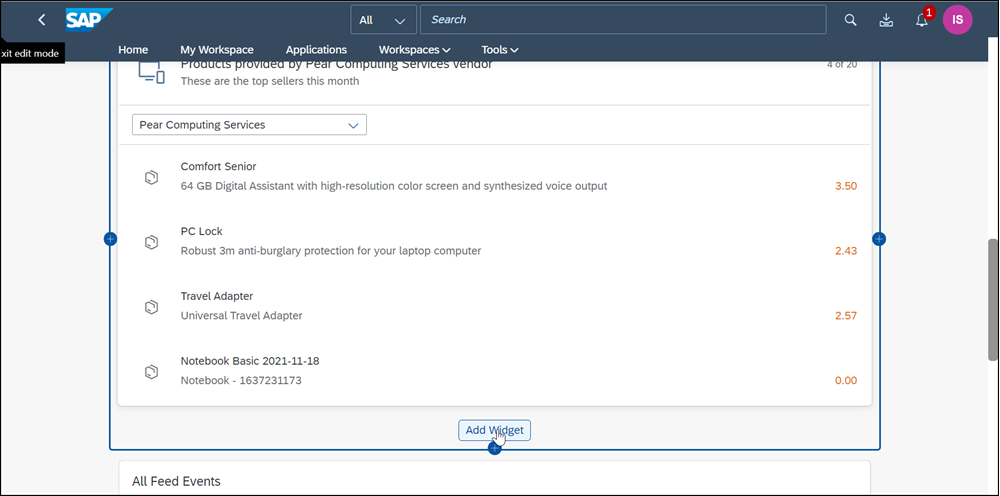 SAP
All
Search
1
IS
xit edit mode
Home
My Workspace
Applications
Workspaces
Tools
Products provided by Pear Computing Services vendor
4 of 20
These are the top sellers this month
Pear Computing Services
Comfort Senior
64 GB Digital Assistant with high-resolution color screen and synthesized voice output
3.50
PC Lock
Robust 3m anti-burglary protection for your laptop computer
2.43
Travel Adapter
Universal Travel Adapter
2.57
Notebook Basic 2021-11-18
Notebook - 1637231173
0.00
Add Widget
All Feed Events